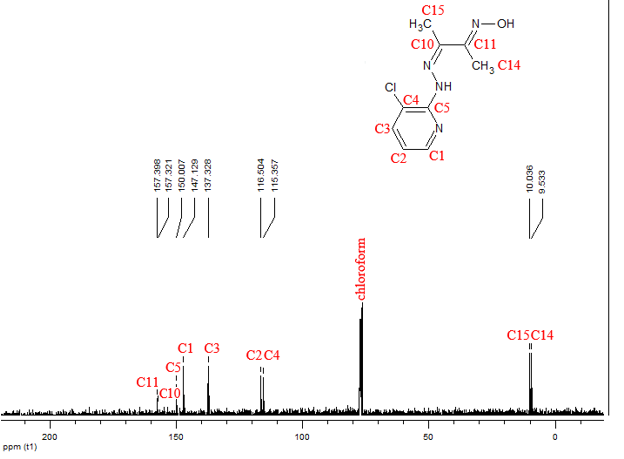 C15
H₃C
N
OH
C10
C11
N
CH₃ C14
NH
Cl
C4
C5
C3
N
C2
C1
157.398
157.321
150.007
147.129
137.328
116.504
115.357
10.036
9.533
chloroform
C1
C3
C5
C2 C4
C11
C10
C15 C14
200
150
100
50
0
ppm (t1)